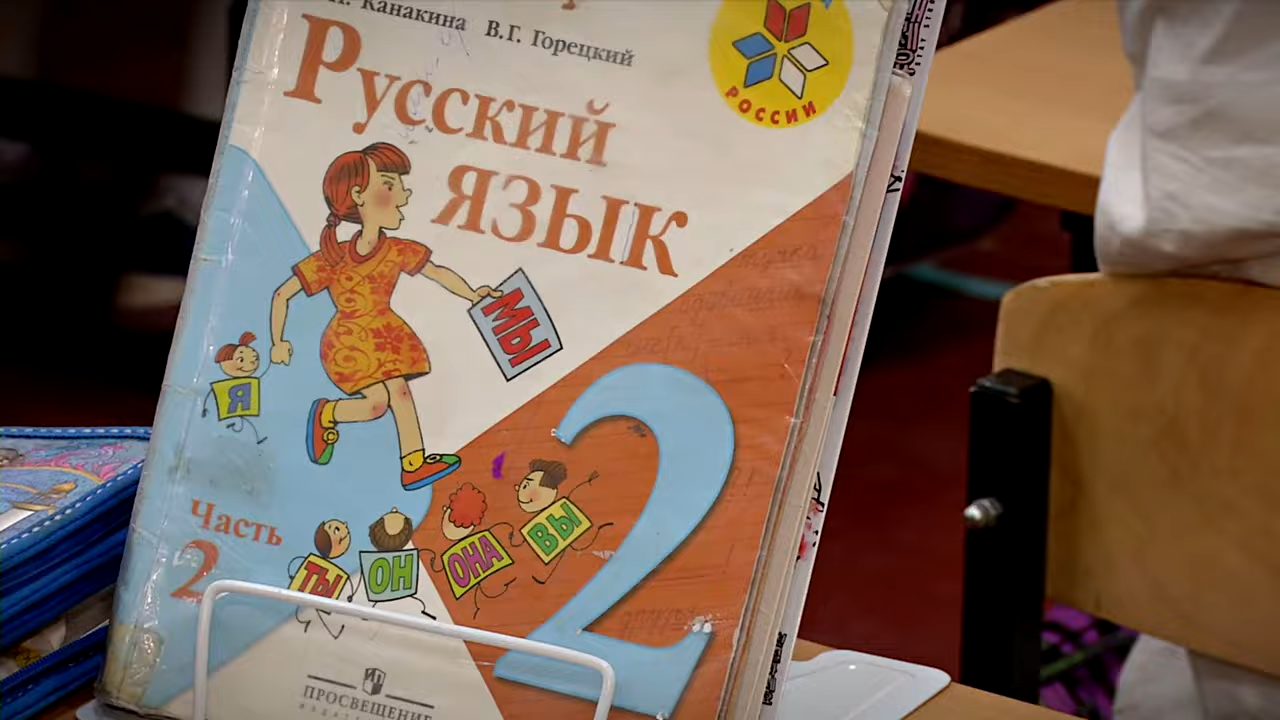 Канакина В.Г. Горецкий
РОССИИ
Русский
язык
МЫ
Я
2
ВЫ
ОНА
ОН
ТЫ
Часть
2
ПРОСВЕЩЕНИЕ